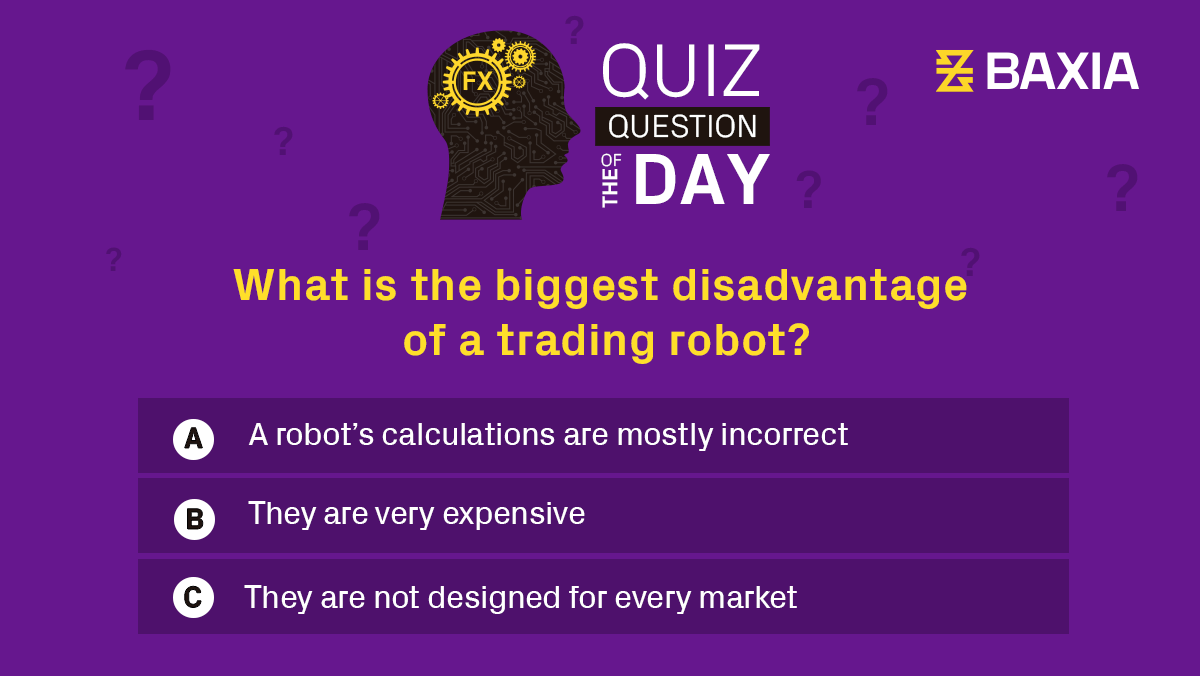 FX
QUIZ
QUESTION
OF THE DAY
BAXIA
What is the biggest disadvantage
of a trading robot?
A A robot’s calculations are mostly incorrect
B They are very expensive
C They are not designed for every market
? ? ? ? ? ? ? ? ?